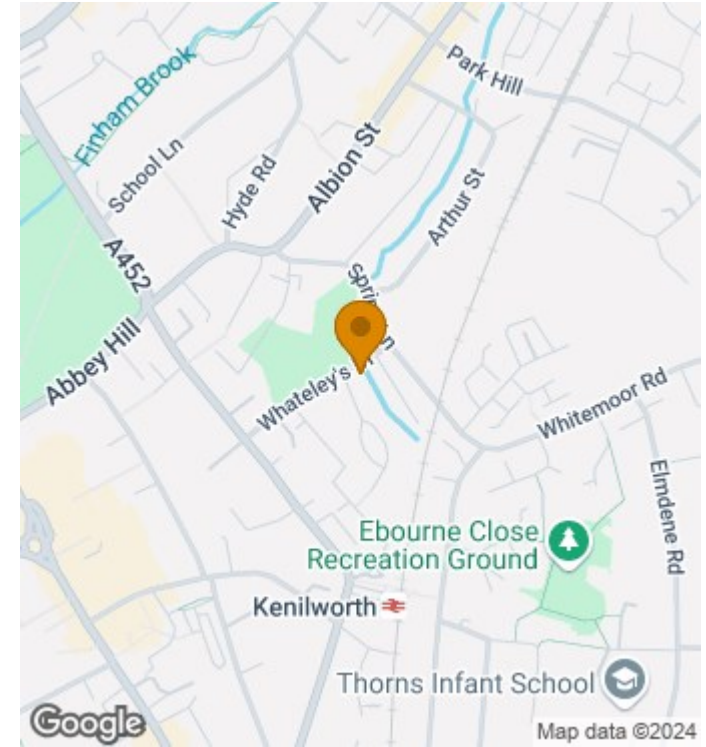 Park Hill
Finham Brook
School Ln
Hyde Rd
Albion St
Arthur St
A452
Abbey Hill
Whateley's
Whitemoor Rd
Elmdene Rd
Ebourne Close
Recreation Ground
Kenilworth
Thorns Infant School
Google
Map data ©2024